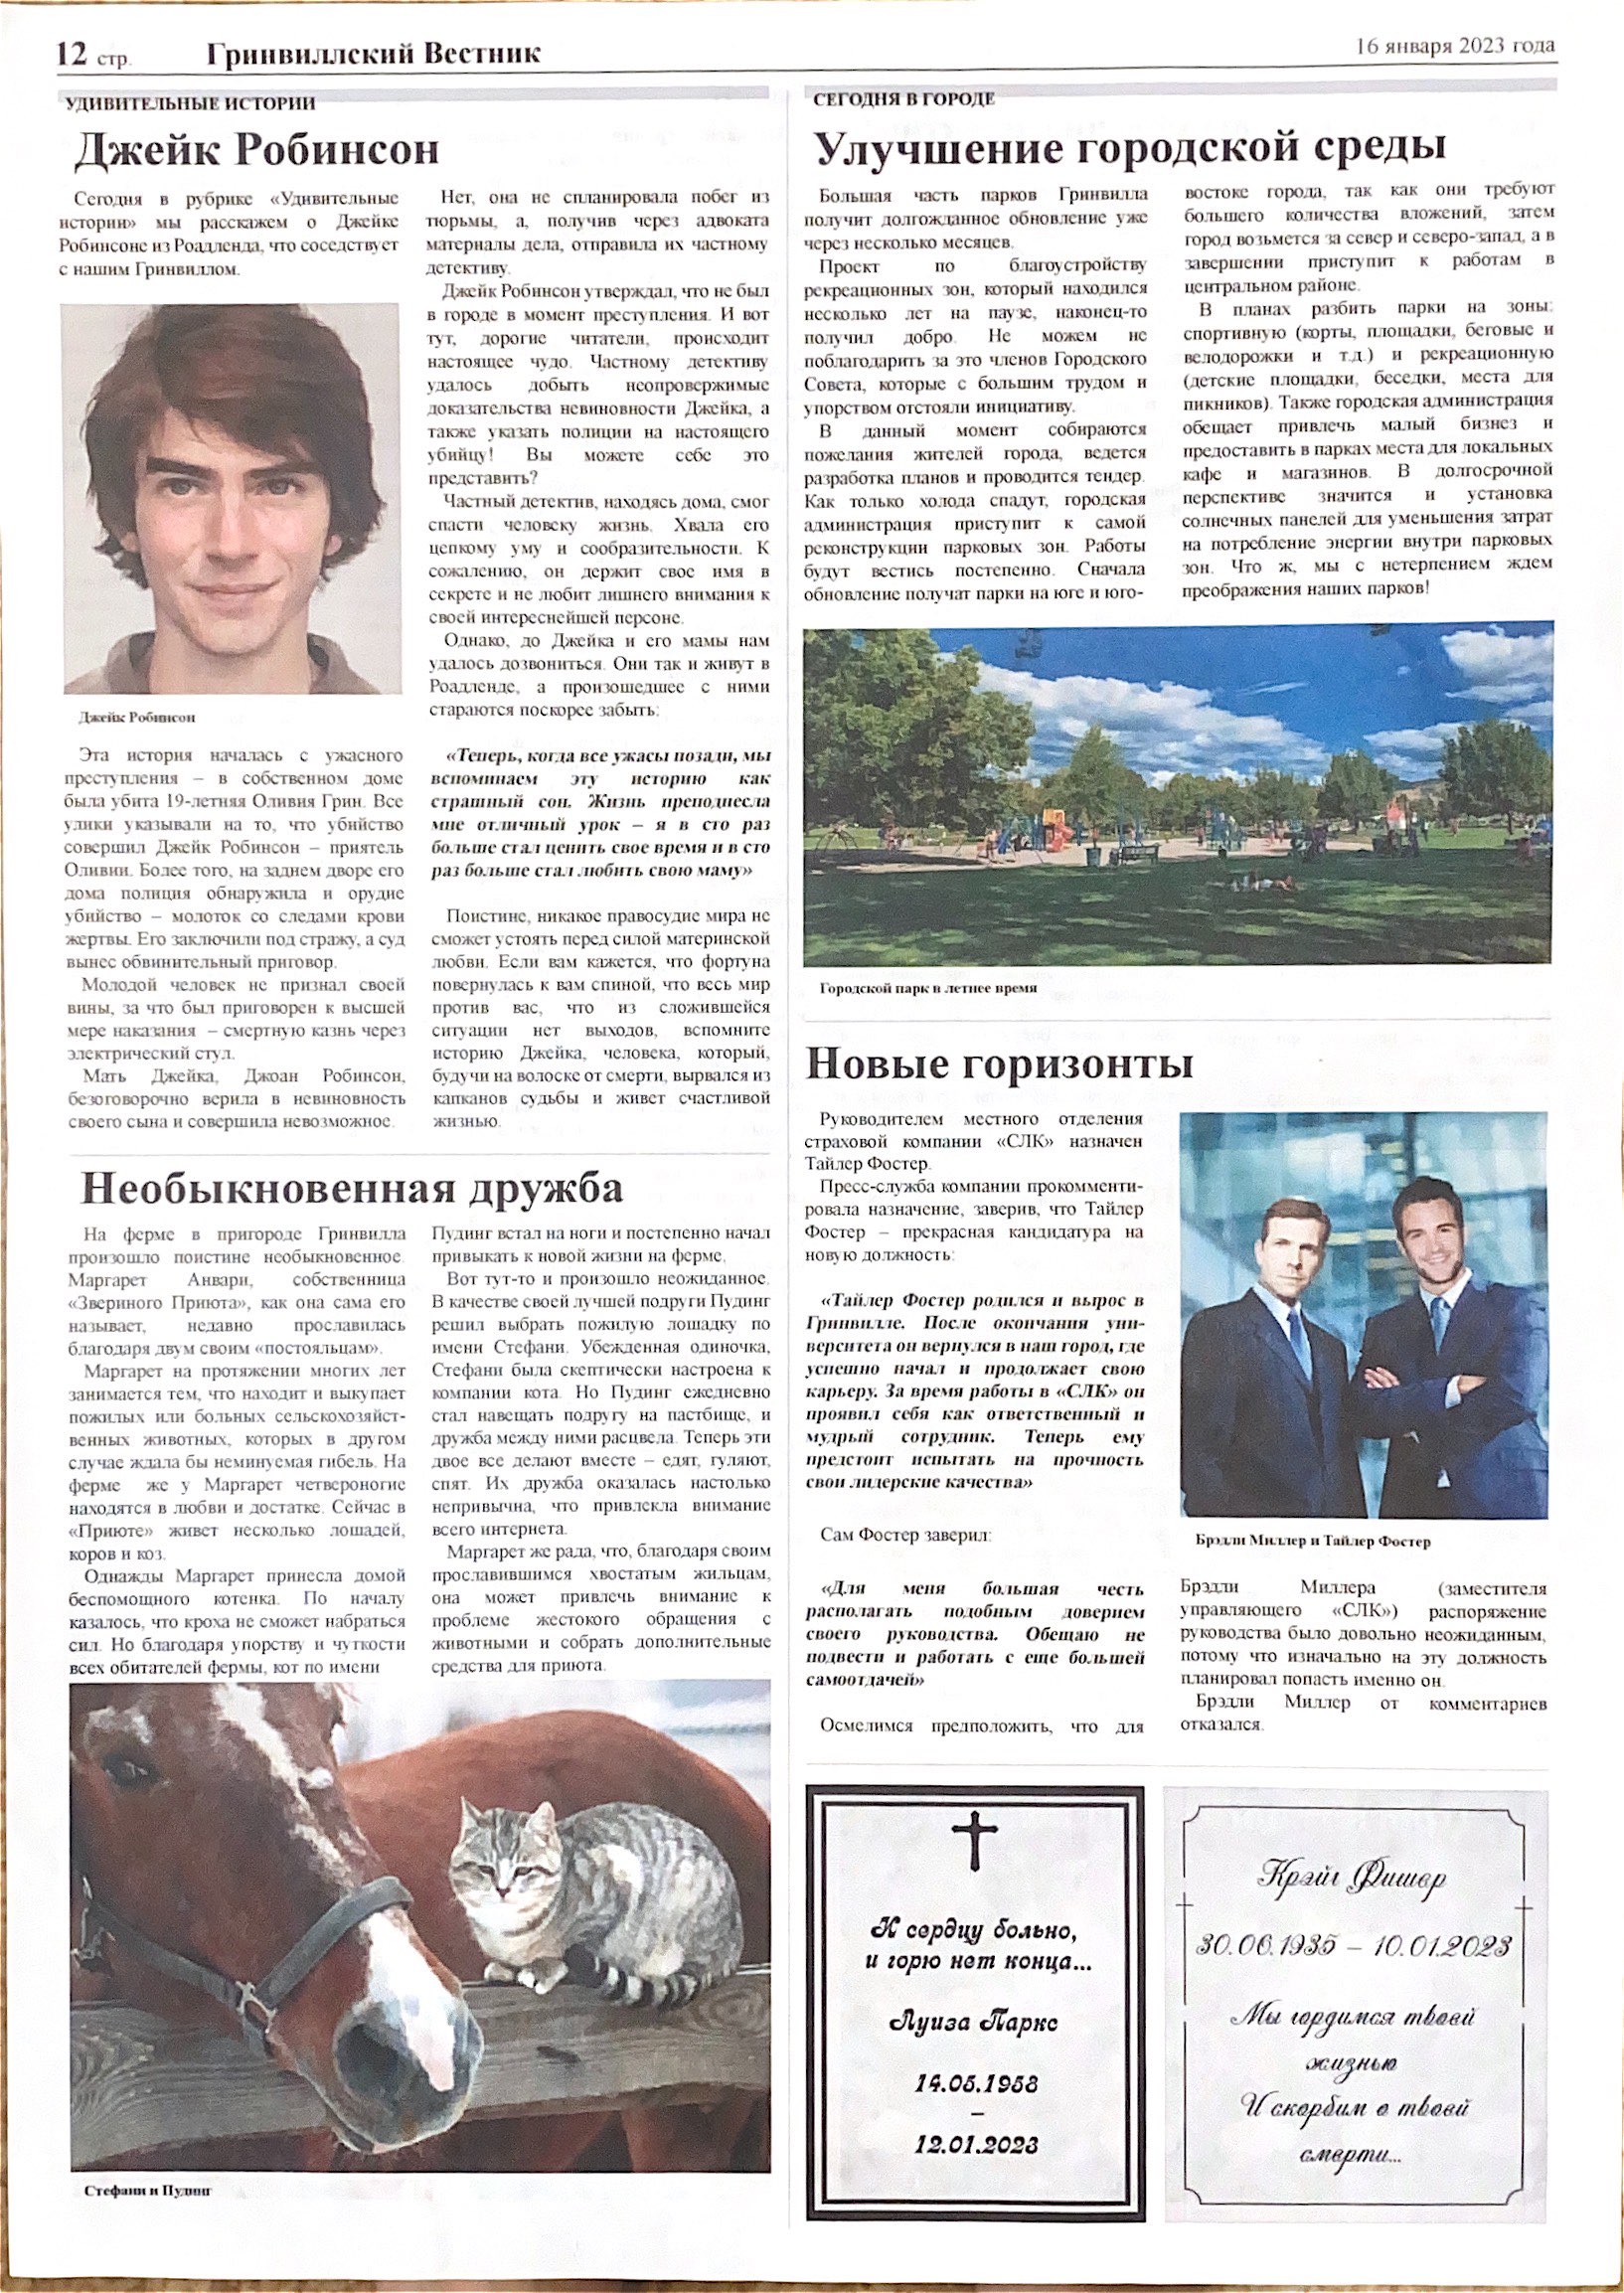 12 стр.
Гринвиллский Вестник
16 января 2023 года
УДИВИТЕЛЬНЫЕ ИСТОРИИ
Джейк Робинсон
Сегодня в рубрике «Удивительные
истории» мы расскажем о Джейке
Робинсоне из Роадленда, что соседствует
с нашим Гринвиллом.
Джейк Робинсон
Эта история началась с ужасного
преступления – в собственном доме
была убита 19-летняя Оливия Грин. Все
улики указывали на то, что убийство
совершил Джейк Робинсон – приятель
Оливии. Более того, на заднем дворе его
дома полиция обнаружила и орудие
убийство – молоток со следами крови
жертвы. Его заключили под стражу, а суд
вынес обвинительный приговор.
Молодой человек не признал своей
вины, за что был приговорен к высшей
мере наказания – смертную казнь через
электрический стул.
Мать Джейка, Джоан Робинсон,
безоговорочно верила в невиновность
своего сына и совершила невозможное.
Нет, она не спланировала побег из
тюрьмы, а, получив через адвоката
материалы дела, отправила их частному
детективу.
Джейк Робинсон утверждал, что не был
в городе в момент преступления. И вот
тут, дорогие читатели, происходит
настоящее чудо. Частному детективу
удалось добыть неопровержимые
доказательства невиновности Джейка, а
также указать полиции на настоящего
убийцу! Вы можете себе это
представить?
Частный детектив, находясь дома, смог
спасти человеку жизнь. Хвала его
цепкому уму и сообразительности. К
сожалению, он держит свое имя в
секрете и не любит лишнего внимания к
своей интереснейшей персоне.
Однако, до Джейка и его мамы нам
удалось дозвониться. Они так и живут в
Роадленде, а произошедшее с ними
стараются поскорее забыть:
«Теперь, когда все ужасы позади, мы
вспоминаем эту историю как
страшный сон. Жизнь преподнесла
мне отличный урок – я в сто раз
больше стал ценить свое время и в сто
раз больше стал любить свою маму»
Поистине, никакое правосудие мира не
сможет устоять перед силой материнской
любви. Если вам кажется, что фортуна
повернулась к вам спиной, что весь мир
против вас, что из сложившейся
ситуации нет выходов, вспомните
историю Джейка, человека, который,
будучи на волоске от смерти, вырвался из
капканов судьбы и живет счастливой
жизнью.
Необыкновенная дружба
На ферме в пригороде Гринвилла
произошло поистине необыкновенное.
Маргарет Анвари, собственница
«Звериного Приюта», как она сама его
называет, недавно прославилась
благодаря двум своим «постояльцам».
Маргарет на протяжении многих лет
занимается тем, что находит и выкупает
пожилых или больных сельскохозяйст-
венных животных, которых в другом
случае ждала бы неминуемая гибель. На
ферме же у Маргарет четвероногие
находятся в любви и достатке. Сейчас в
«Приюте» живет несколько лошадей,
коров и коз.
Однажды Маргарет принесла домой
беспомощного котенка. По началу
казалось, что кроха не сможет набраться
сил. Но благодаря упорству и чуткости
всех обитателей фермы, кот по имени
Пудинг встал на ноги и постепенно начал
привыкать к новой жизни на ферме.
Вот тут-то и произошло неожиданное.
В качестве своей лучшей подруги Пудинг
решил выбрать пожилую лошадку по
имени Стефани. Убежденная одиночка,
Стефани была скептически настроена к
компании кота. Но Пудинг ежедневно
стал навещать подругу на пастбище, и
дружба между ними расцвела. Теперь эти
двое все делают вместе – едят, гуляют,
спят. Их дружба оказалась настолько
непривычна, что привлекла внимание
всего интернета.
Маргарет же рада, что, благодаря своим
прославившимся хвостатым жильцам,
она может привлечь внимание к
проблеме жестокого обращения с
животными и собрать дополнительные
средства для приюта.
Стефани и Пудинг
СЕГОДНЯ В ГОРОДЕ
Улучшение городской среды
Большая часть парков Гринвилла
получит долгожданное обновление уже
через несколько месяцев.
Проект по благоустройству
рекреационных зон, который находился
несколько лет на паузе, наконец-то
получил добро. Не можем не
поблагодарить за это членов Городского
Совета, которые с большим трудом и
упорством отстояли инициативу.
В данный момент собираются
пожелания жителей города, ведется
разработка планов и проводится тендер.
Как только холода спадут, городская
администрация приступит к самой
реконструкции парковых зон. Работы
будут вестись постепенно. Сначала
обновление получат парки на юге и юго-
востоке города, так как они требуют
большего количества вложений, затем
город возьмется за север и северо-запад, а в
завершении приступит к работам в
центральном районе.
В планах разбить парки на зоны:
спортивную (корты, площадки, беговые и
велодорожки и т.д.) и рекреационную
(детские площадки, беседки, места для
пикников). Также городская администрация
обещает привлечь малый бизнез и
предоставить в парках места для локальных
кафе и магазинов. В долгосрочной
перспективе значится и установка
солнечных панелей для уменьшения затрат
на потребление энергии внутри парковых
зон. Что ж, мы с нетерпением ждем
преображения наших парков!
Городской парк в летнее время
Новые горизонты
Руководителем местного отделения
страховой компании «СЛК» назначен
Тайлер Фостер.
Пресс-служба компании прокомменти-
ровала назначение, заверив, что Тайлер
Фостер – прекрасная кандидатура на
новую должность:
«Тайлер Фостер родился и вырос в
Гринвилле. После окончания уни-
верситета он вернулся в наш город, где
успешно начал и продолжает свою
карьеру. За время работы в «СЛК» он
проявил себя как ответственный и
мудрый сотрудник. Теперь ему
предстоит испытать на прочность
свои лидерские качества»
Сам Фостер заверил:
«Для меня большая честь
располагать подобным доверием
своего руководства. Обещаю не
подвести и работать с еще большей
самоотдачей»
Осмелимся предположить, что для
Брэдли Миллер и Тайлер Фостер
Брэдли Миллера (заместителя
управляющего «СЛК») распоряжение
руководства было довольно неожиданным,
потому что изначально на эту должность
планировал попасть именно он.
Брэдли Миллер от комментариев
отказался.
К сердцу больно,
и горю нет конца...
Луиза Паркс
14.05.1958
–
12.01.2023
Крэйг Фишер
30.06.1935 – 10.01.2023
Мы гордимся твоей
жизнью
И скорбим о твоей
смерти...